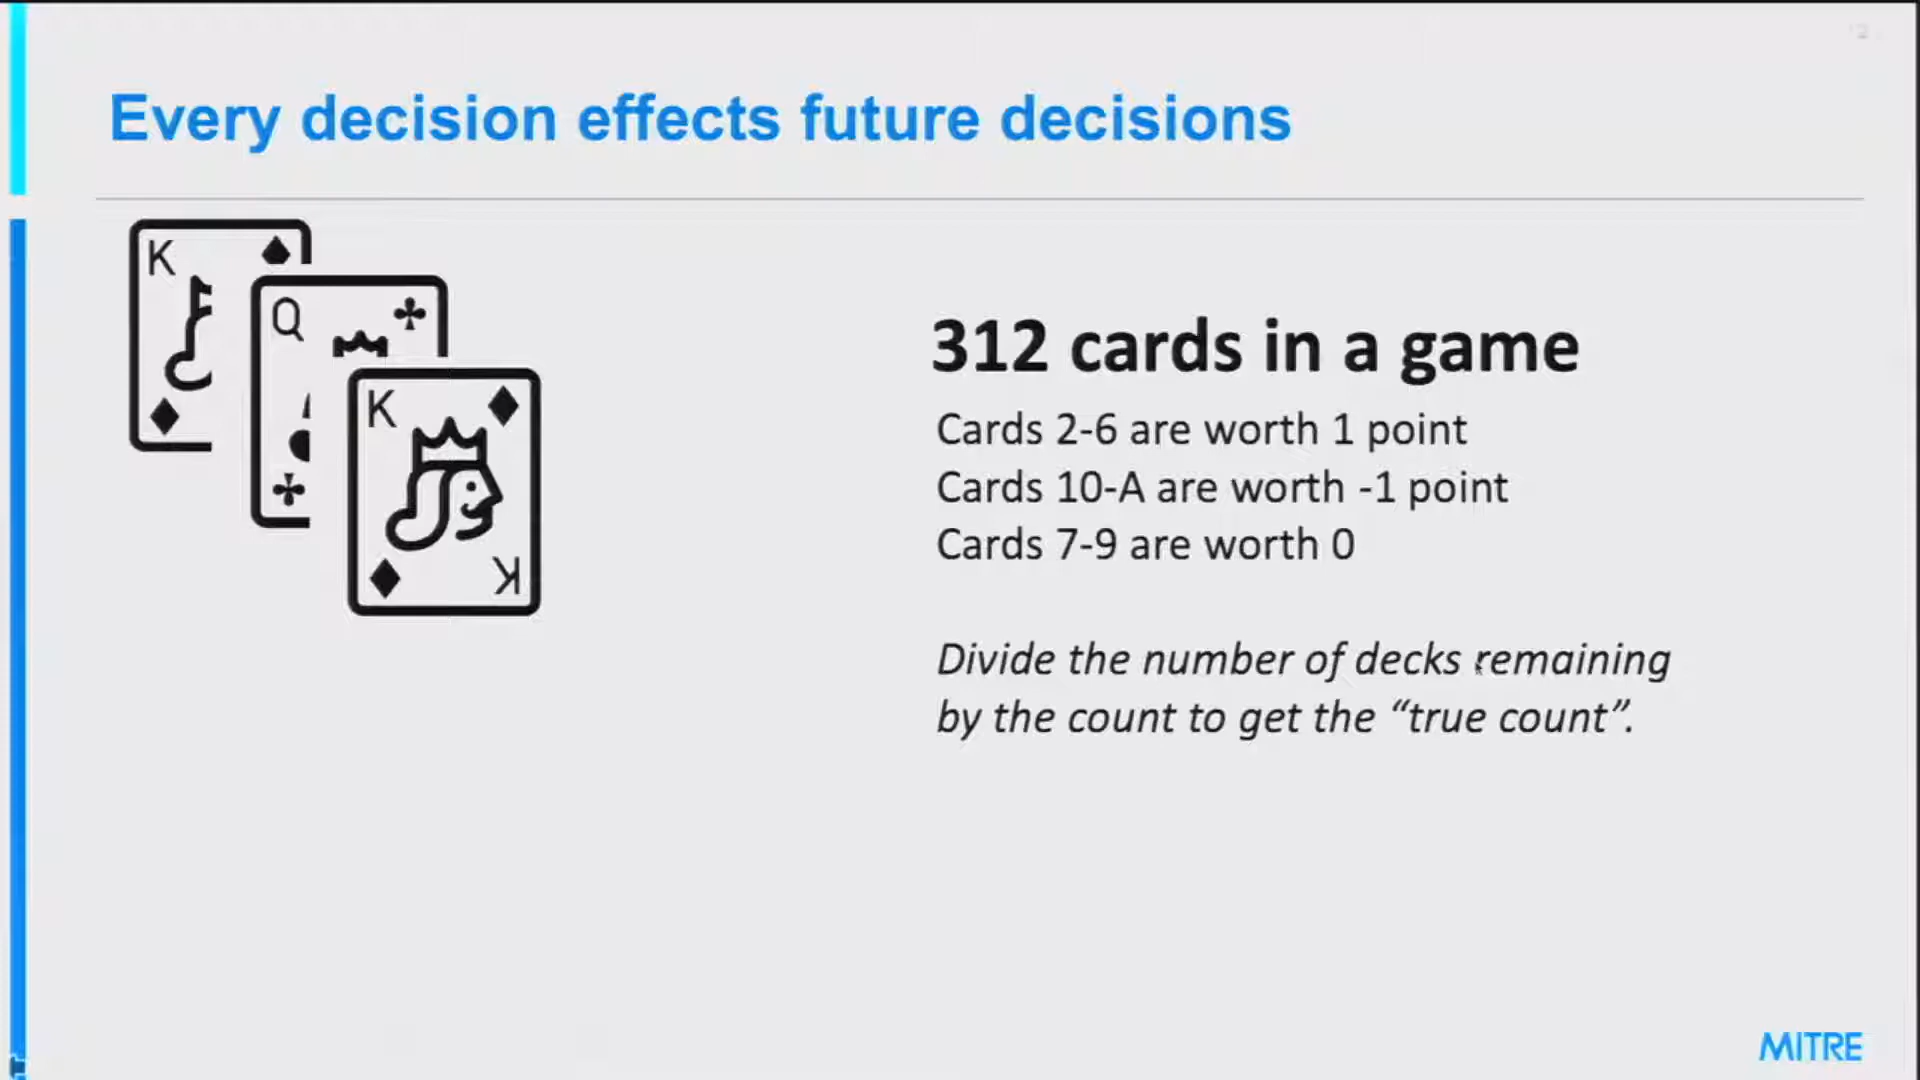 2
Every decision effects future decisions
K
Q
K
K
312 cards in a game
Cards 2-6 are worth 1 point
Cards 10-A are worth -1 point
Cards 7-9 are worth 0
Divide the number of decks remaining
by the count to get the “true count”.
MITRE